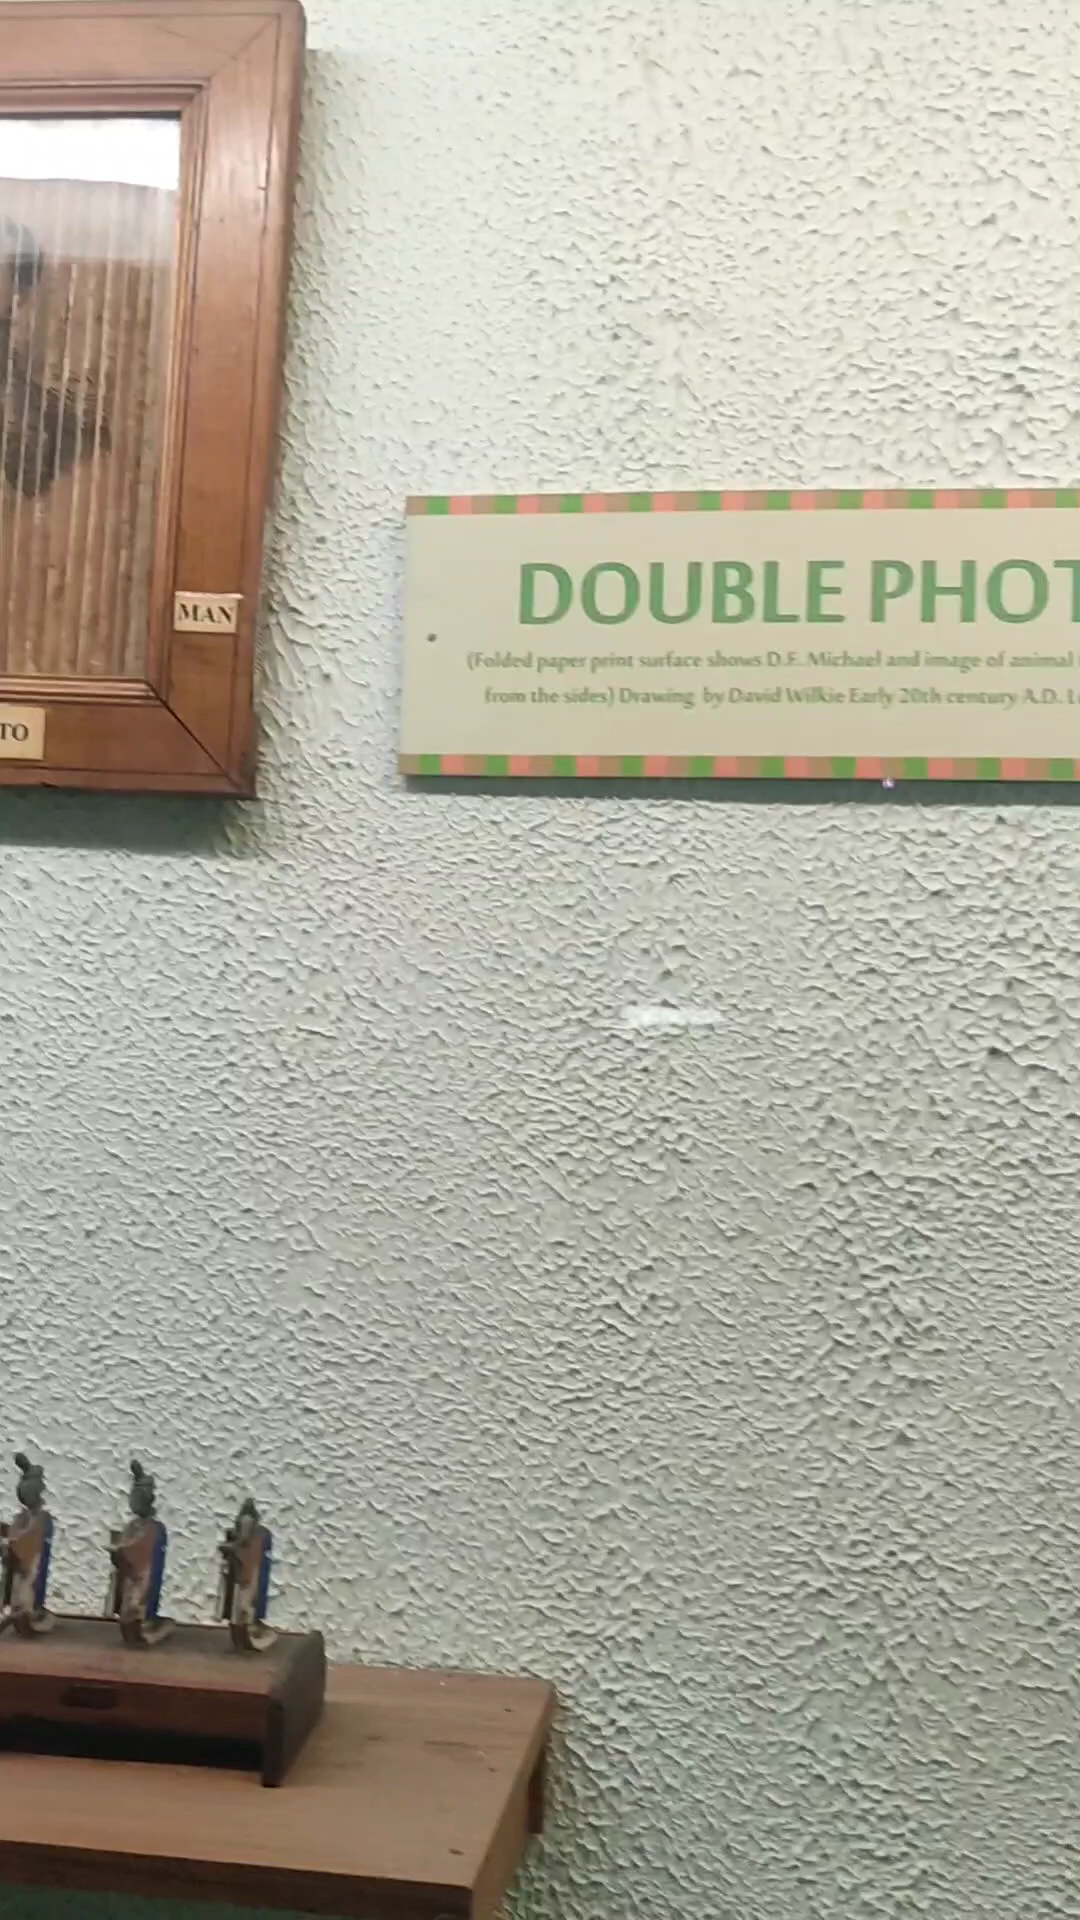 MAN
TO
DOUBLE PHOT
(Folded paper print surface shows D.F. Michael and image of animal
from the sides) Drawing by David Wilkie Early 20th century A.D. L